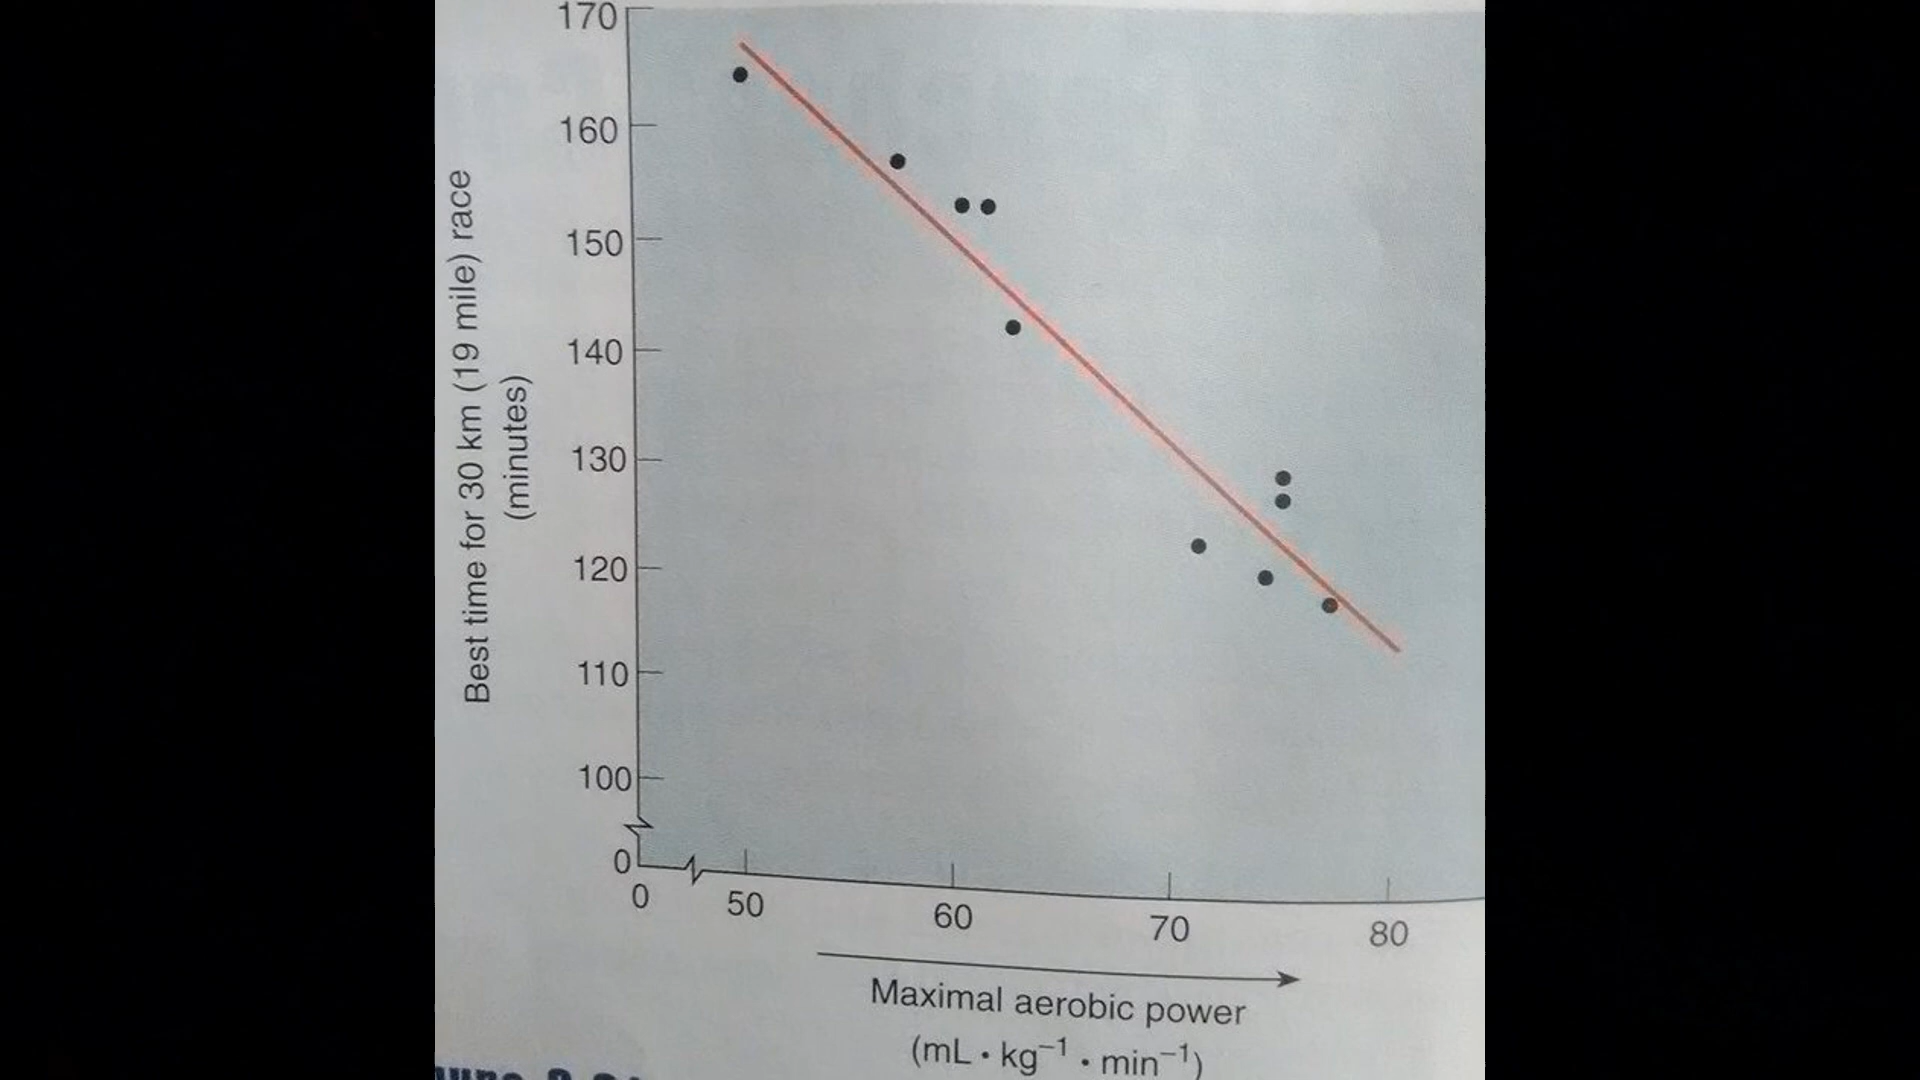 170
160
150
140
130
120
110
100
0
Best time for 30 km (19 mile) race
(minutes)
0 50 60 70 80
Maximal aerobic power
(mL • kg⁻¹ • min⁻¹)